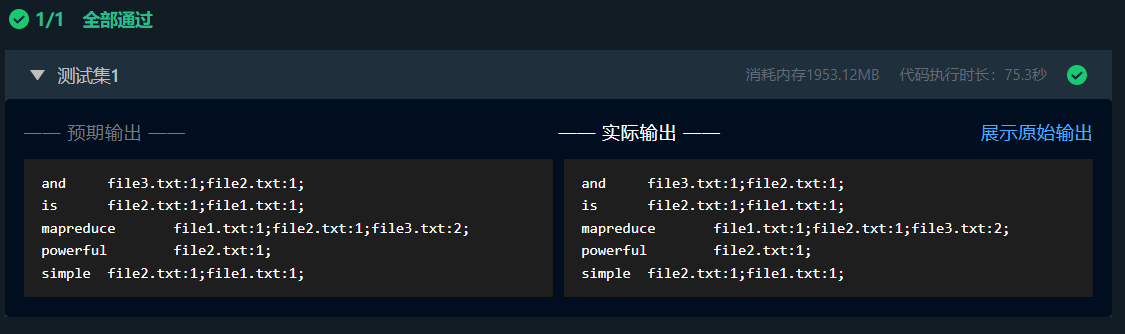 1/1 全部通过
测试集1 消耗内存1953.12MB 代码执行时长：75.3秒
—— 预期输出 ——
and file3.txt:1;file2.txt:1;
is file2.txt:1;file1.txt:1;
mapreduce file1.txt:1;file2.txt:1;file3.txt:2;
powerful file2.txt:1;
simple file2.txt:1;file1.txt:1;
—— 实际输出 —— 展示原始输出
and file3.txt:1;file2.txt:1;
is file2.txt:1;file1.txt:1;
mapreduce file1.txt:1;file2.txt:1;file3.txt:2;
powerful file2.txt:1;
simple file2.txt:1;file1.txt:1;